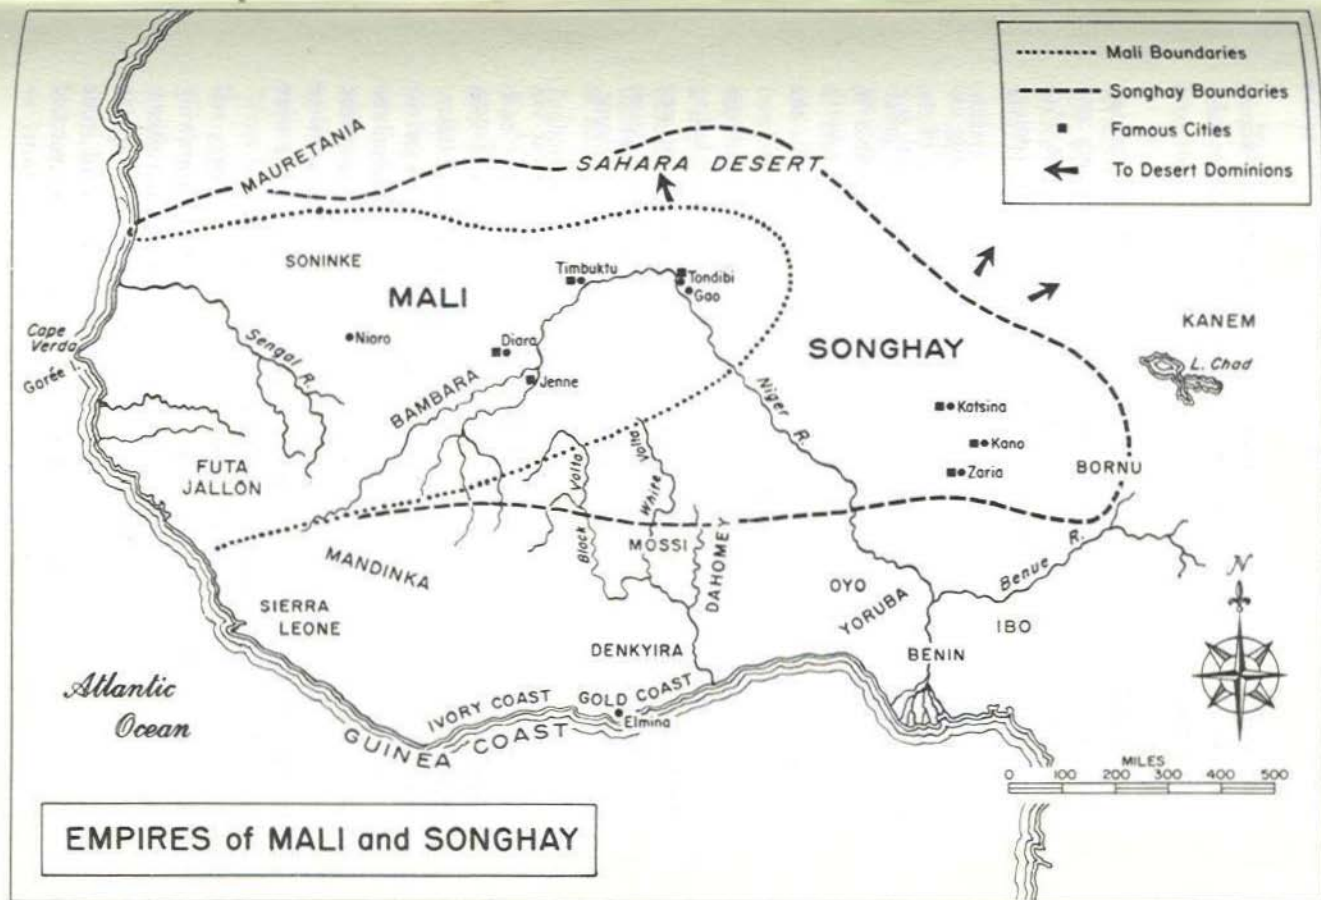 Mali Boundaries
Songhay Boundaries
Famous Cities
To Desert Dominions
MAURETANIA
SAHARA DESERT
SONINKE
MALI
Timbuktu
Tondibi
Gao
SONGHAY
KANEM
L. Chad
Cape
Verda
Gorée I.
Sengal R.
Nioro
Diara
Jenne
BAMBARA
Niger R.
Katsina
Kano
Zaria
BORNU
FUTA
JALLON
Black Volta
White Volta
MOSSI
DAHOMEY
MANDINKA
SIERRA
LEONE
OYO
YORUBA
Benue R.
IBO
DENKYIRA
BENIN
N
Atlantic
Ocean
IVORY COAST
GOLD COAST
Elmina
GUINEA COAST
MILES
0 100 200 300 400 500
EMPIRES of MALI and SONGHAY